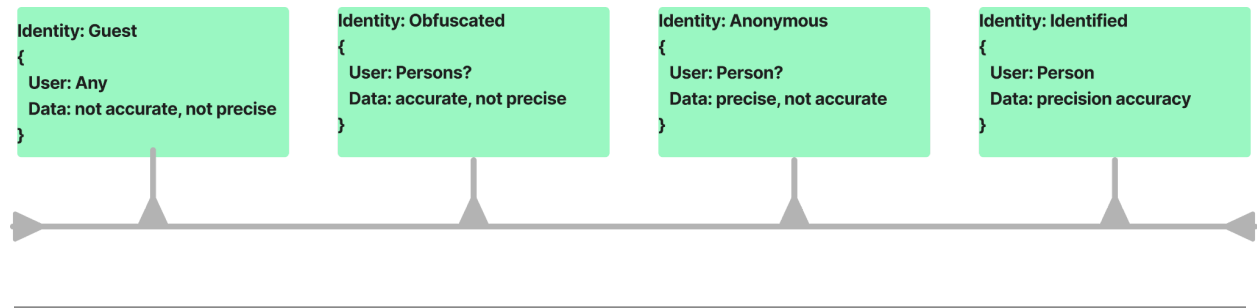 Identity: Guest
{
User: Any
Data: not accurate, not precise
}
Identity: Obfuscated
{
User: Persons?
Data: accurate, not precise
}
Identity: Anonymous
{
User: Person?
Data: precise, not accurate
}
Identity: Identified
{
User: Person
Data: precision accuracy
}